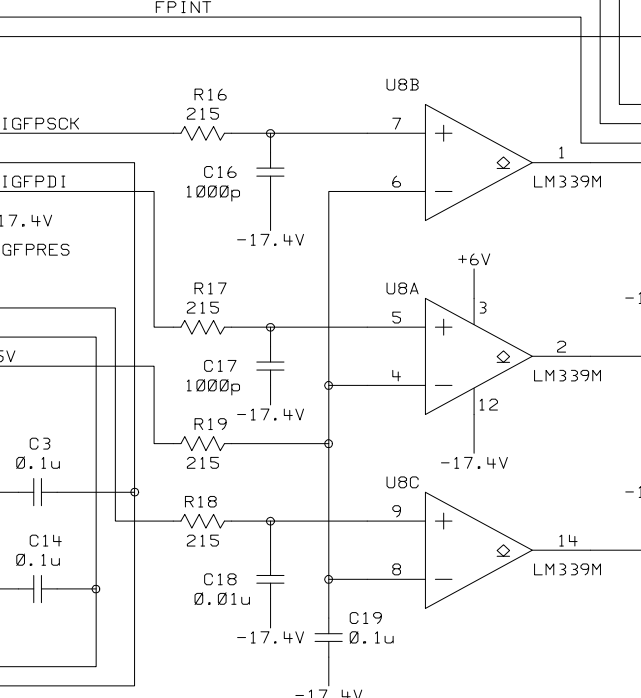 FPINT
U8B
R16
215
IGFPSCK
7
1
C16
1000p
IGFPDI
6
LM339M
17.4V
-17.4V
GFPRES
+6V
R17
215
U8A
3
-1
5
2
5V
C17
1000p
4
LM339M
-17.4V
12
R19
215
C3
0.1u
-17.4V
U8C
-1
R18
215
9
14
C14
0.1u
C18
0.01u
8
LM339M
-17.4V
C19
0.1u
-17.4V